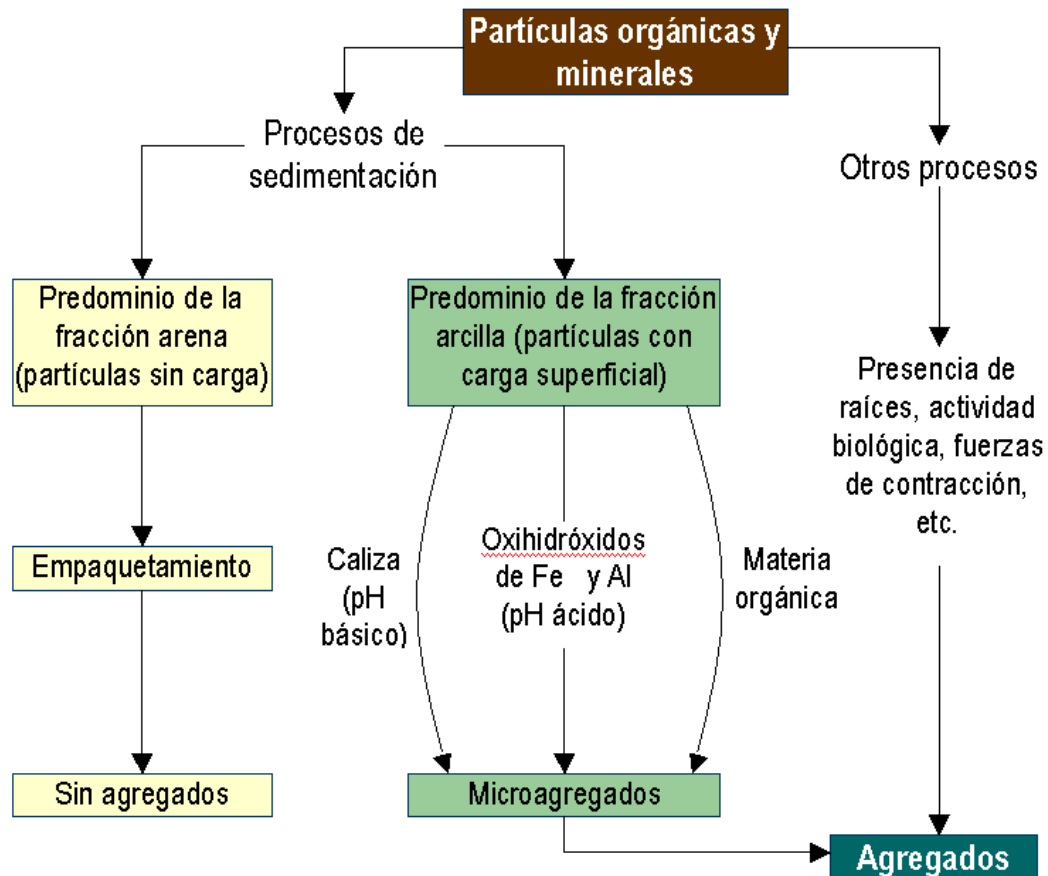 Partículas orgánicas y
minerales
Procesos de
sedimentación
Otros procesos
Predominio de la
fracción arena
(partículas sin carga)
Predominio de la fracción
arcilla (partículas con
carga superficial)
Presencia de
raíces, actividad
biológica, fuerzas
de contracción,
etc.
Empaquetamiento
Caliza
(pH
básico)
Oxihidróxidos
de Fe y Al
(pH ácido)
Materia
orgánica
Sin agregados
Microagregados
Agregados